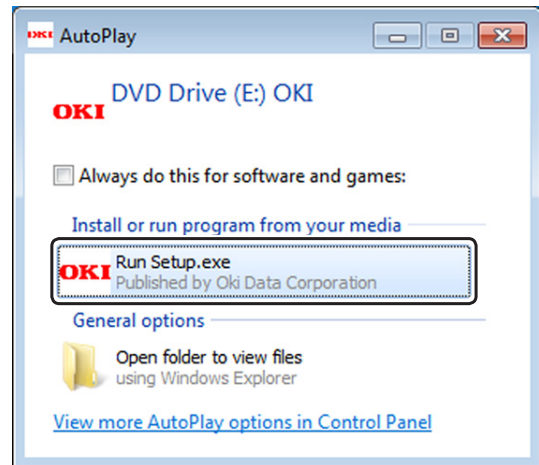 OKI AutoPlay
DVD Drive (E:) OKI
OKI
Always do this for software and games:
Install or run program from your media
OKI
Run Setup.exe
Published by Oki Data Corporation
General options
Open folder to view files
using Windows Explorer
View more AutoPlay options in Control Panel